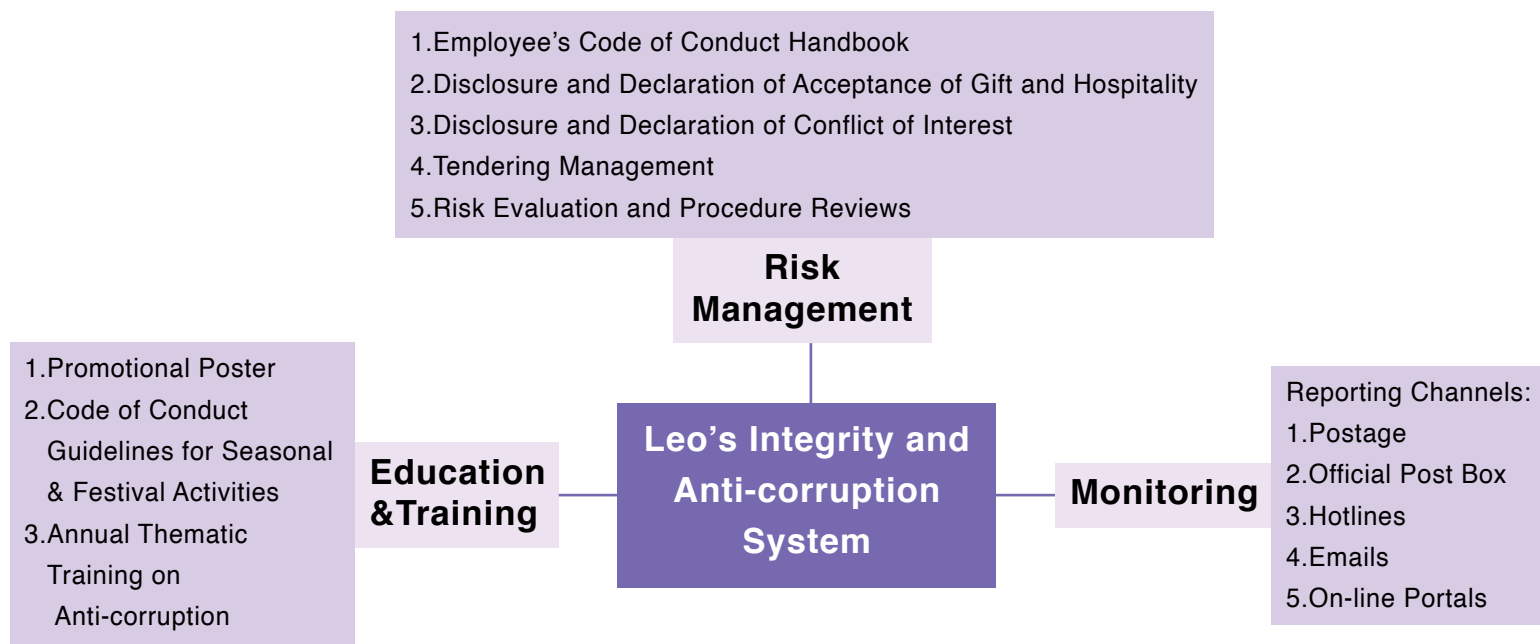 1.Employee’s Code of Conduct Handbook
2.Disclosure and Declaration of Acceptance of Gift and Hospitality
3.Disclosure and Declaration of Conflict of Interest
4.Tendering Management
5.Risk Evaluation and Procedure Reviews
Risk
Management
1.Promotional Poster
2.Code of Conduct
Guidelines for Seasonal
& Festival Activities
3.Annual Thematic
Training on
Anti-corruption
Education
&Training
Leo’s Integrity and
Anti-corruption
System
Monitoring
Reporting Channels:
1.Postage
2.Official Post Box
3.Hotlines
4.Emails
5.On-line Portals